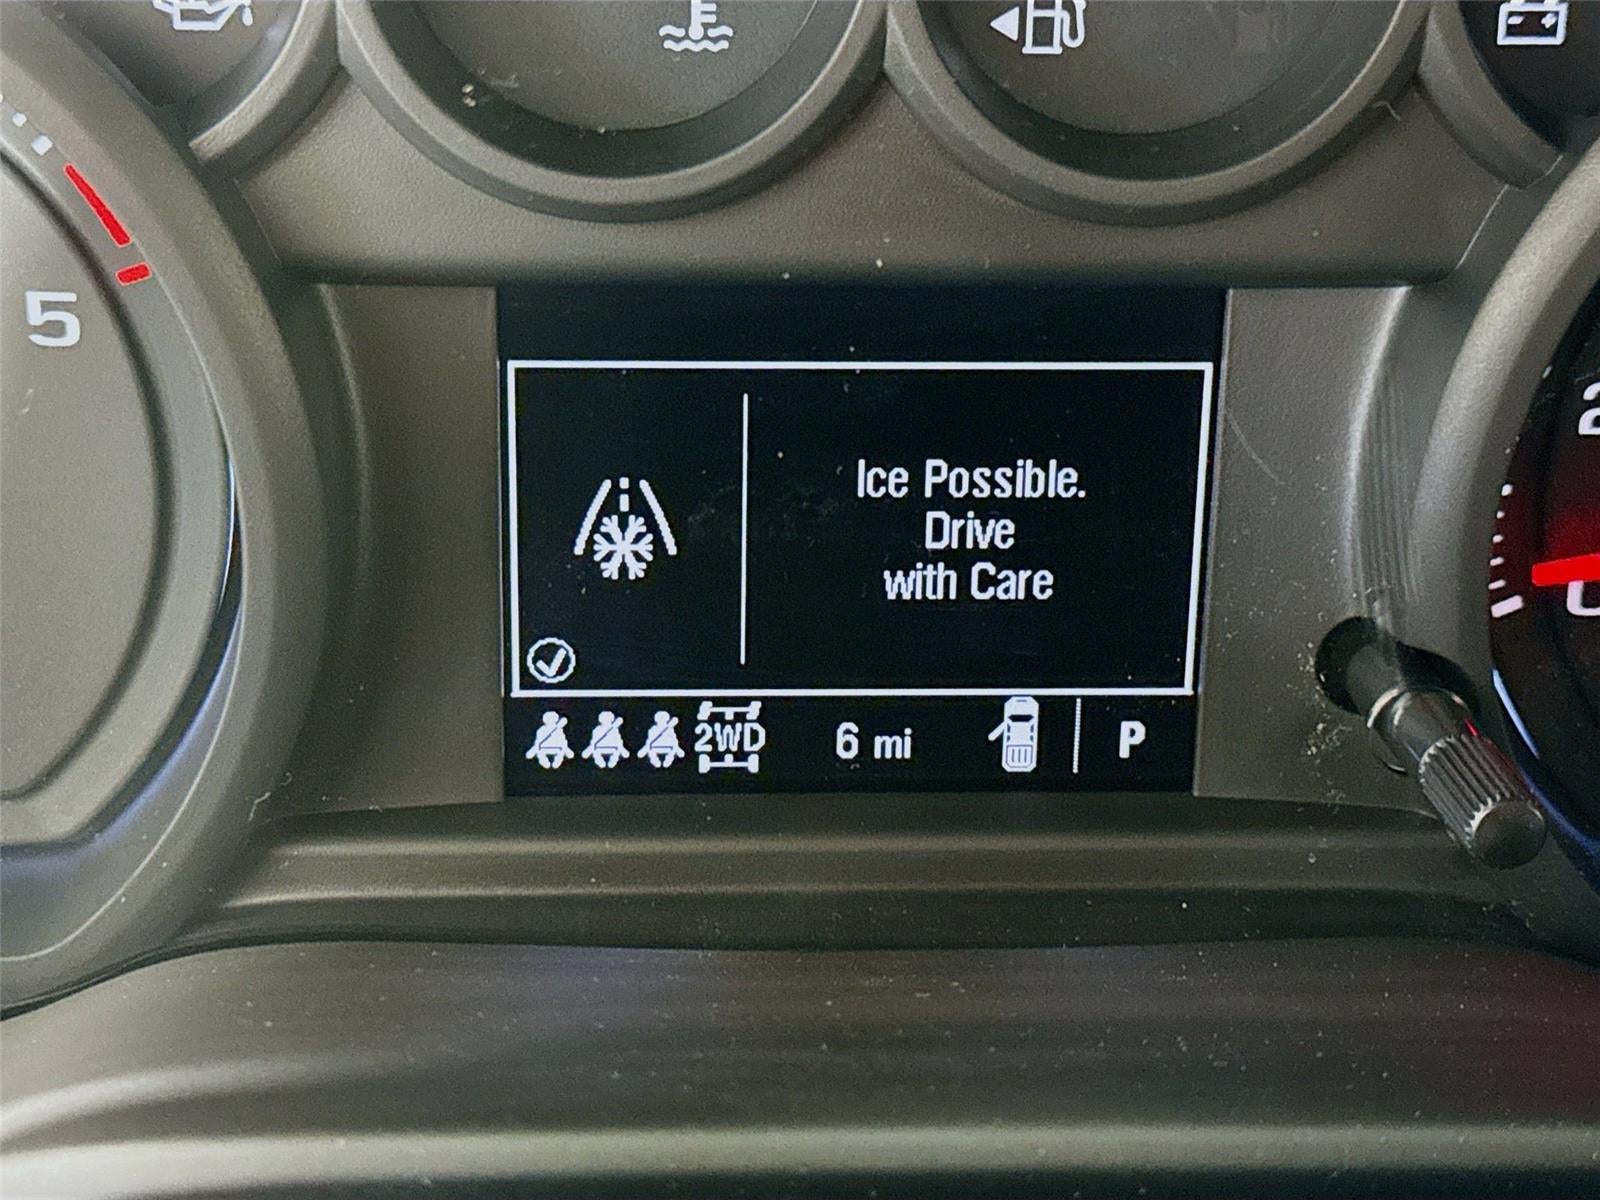 5
Ice Possible.
Drive
with Care
2WD
6 mi
P